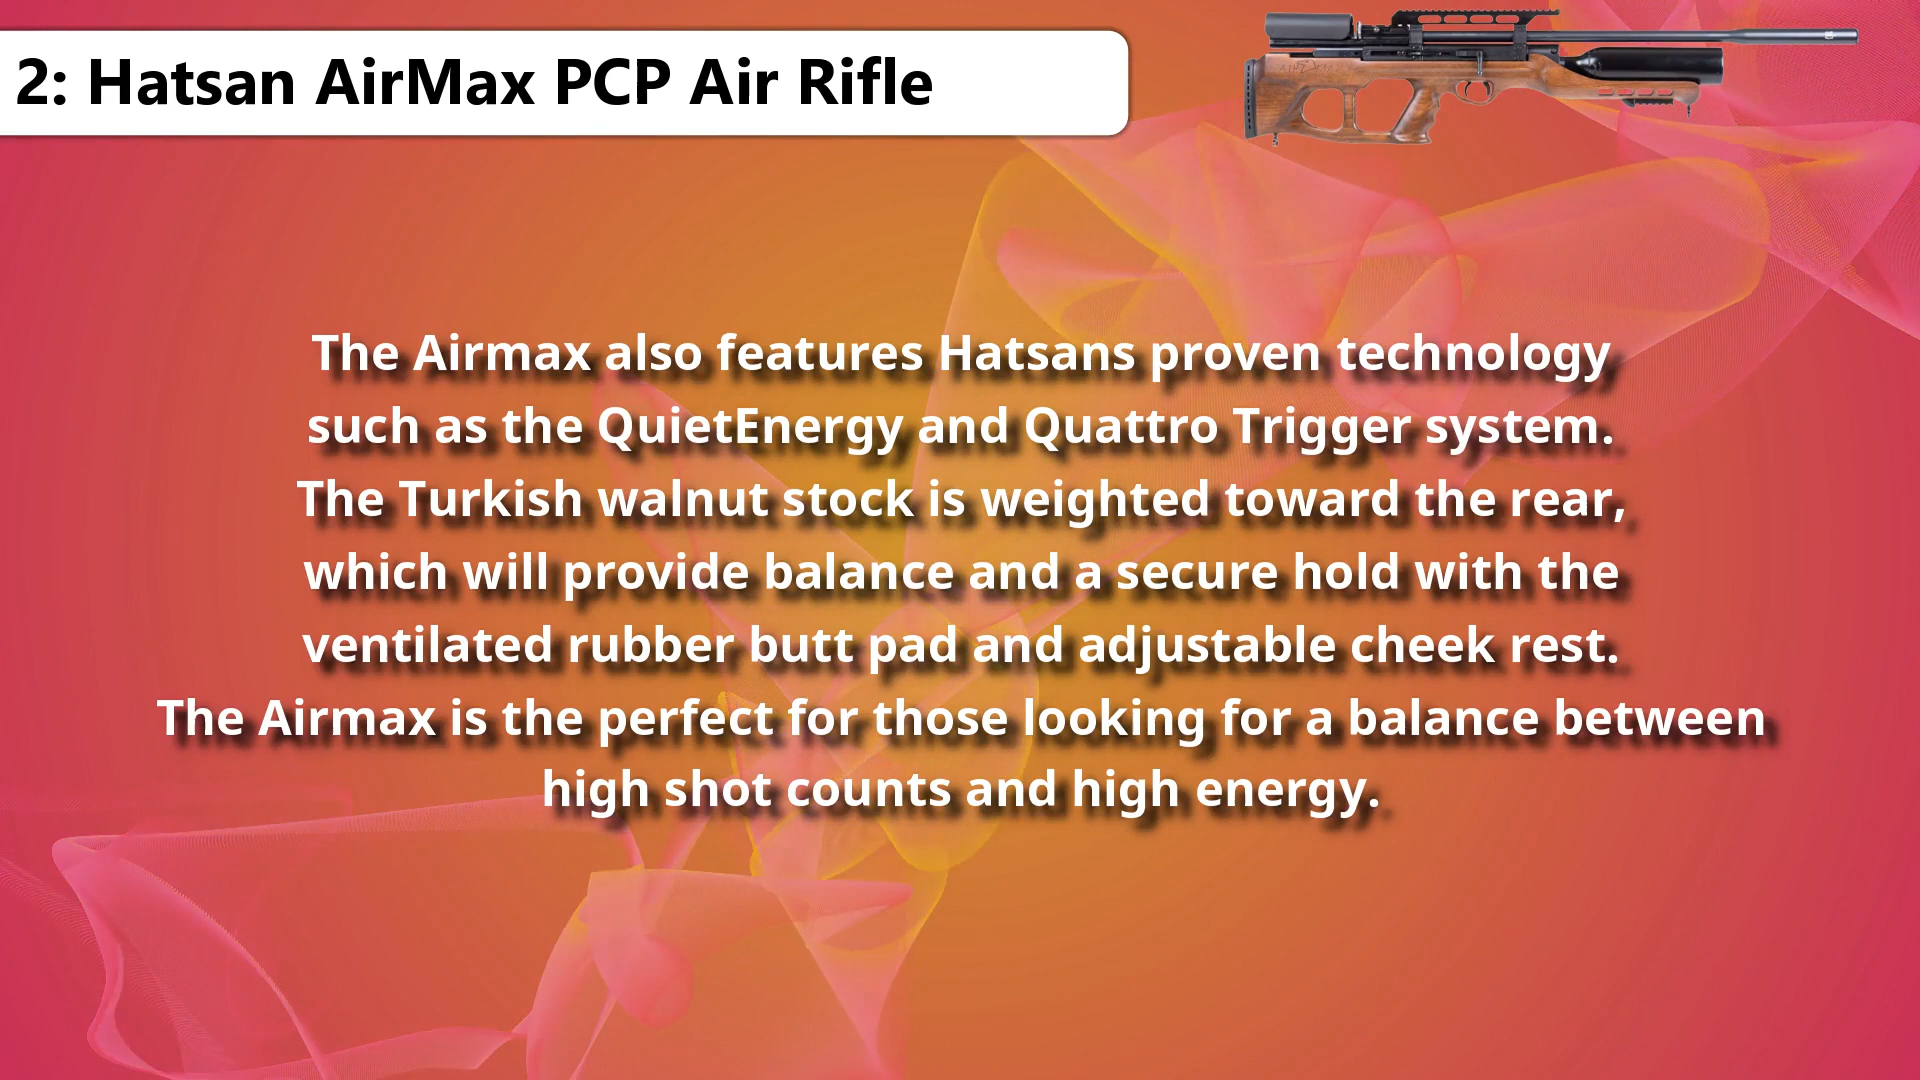 2: Hatsan AirMax PCP Air Rifle
The Airmax also features Hatsans proven technology
such as the QuietEnergy and Quattro Trigger system.
The Turkish walnut stock is weighted toward the rear,
which will provide balance and a secure hold with the
ventilated rubber butt pad and adjustable cheek rest.
The Airmax is the perfect for those looking for a balance between
high shot counts and high energy.